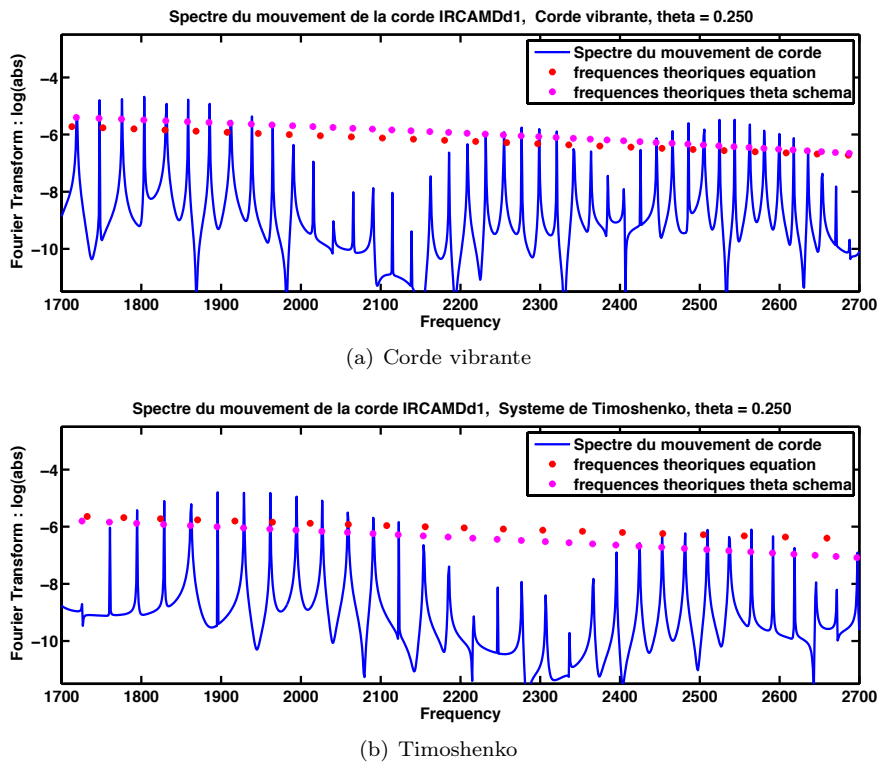 Spectre du mouvement de la corde IRCAMDd1, Corde vibrante, theta = 0.250
Fourier Transform : log(abs)
−4
−6
−8
−10
Spectre du mouvement de corde
frequences theoriques equation
frequences theoriques theta schema
1700 1800 1900 2000 2100 2200 2300 2400 2500 2600 2700
Frequency
(a) Corde vibrante
Spectre du mouvement de la corde IRCAMDd1, Systeme de Timoshenko, theta = 0.250
Fourier Transform : log(abs)
−4
−6
−8
−10
Spectre du mouvement de corde
frequences theoriques equation
frequences theoriques theta schema
1700 1800 1900 2000 2100 2200 2300 2400 2500 2600 2700
Frequency
(b) Timoshenko